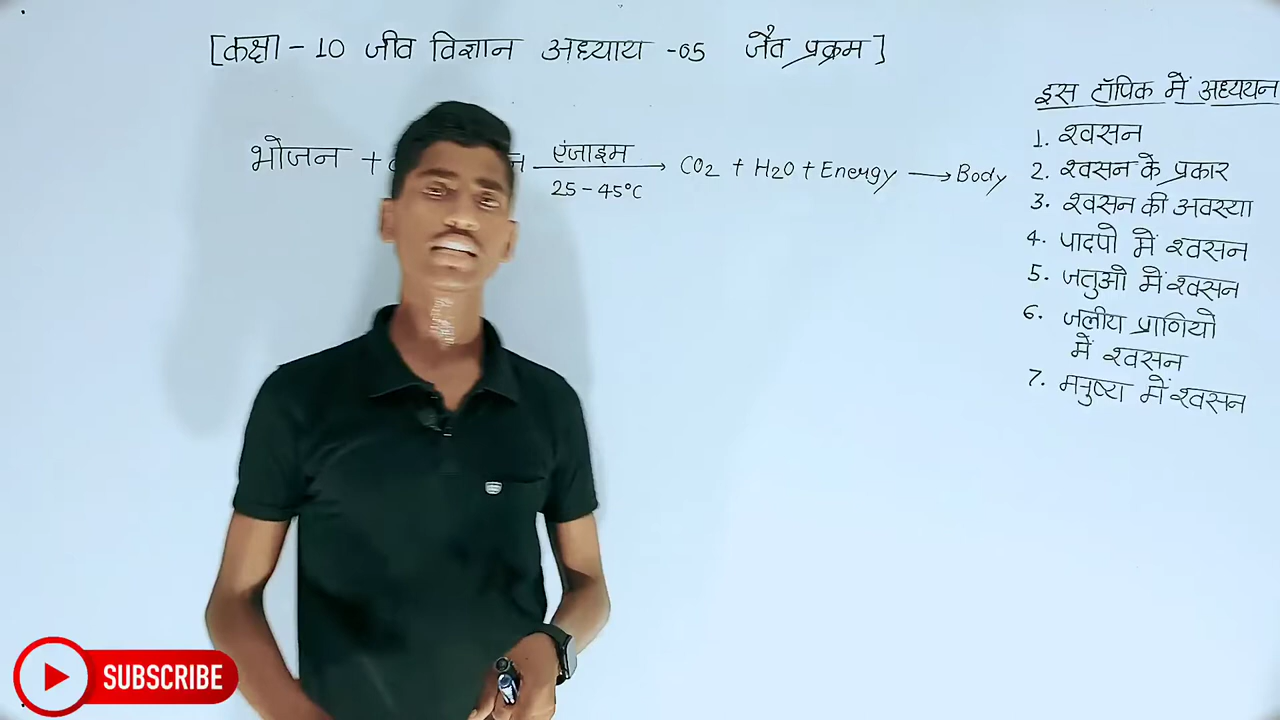 [कक्षा - 10 जीव विज्ञान अध्याय - 05 जैव प्रक्रम]
भोजन + न एंजाइम 25 - 45°C → CO2 + H2O + Energy → Body
इस टॉपिक में अध्ययन
1. श्वसन
2. श्वसन के प्रकार
3. श्वसन की अवस्था
4. पादपो में श्वसन
5. जतुओ में श्वसन
6. जलीय प्राणियो
में श्वसन
7. मनुष्य में श्वसन
SUBSCRIBE